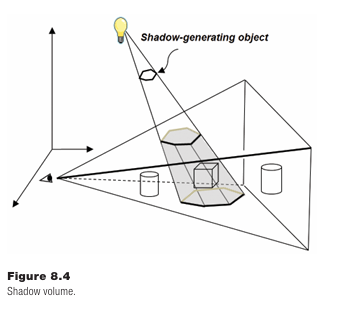 Shadow-generating object
Figure 8.4
Shadow volume.